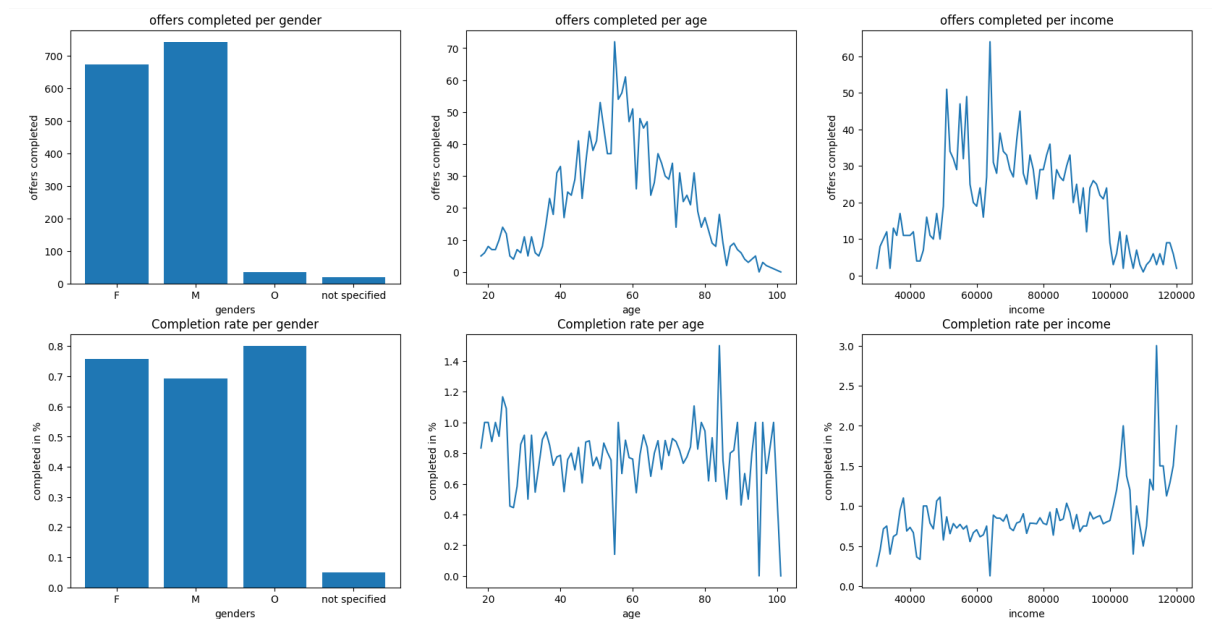 offers completed per gender
offers completed
700
600
500
400
300
200
100
0
F M O not specified
genders
offers completed per age
offers completed
70
60
50
40
30
20
10
0
20 40 60 80 100
age
offers completed per income
offers completed
60
50
40
30
20
10
0
40000 60000 80000 100000 120000
income
Completion rate per gender
completed in %
0.8
0.7
0.6
0.5
0.4
0.3
0.2
0.1
0.0
F M O not specified
genders
Completion rate per age
completed in %
1.4
1.2
1.0
0.8
0.6
0.4
0.2
0.0
20 40 60 80 100
age
Completion rate per income
completed in %
3.0
2.5
2.0
1.5
1.0
0.5
0.0
40000 60000 80000 100000 120000
income